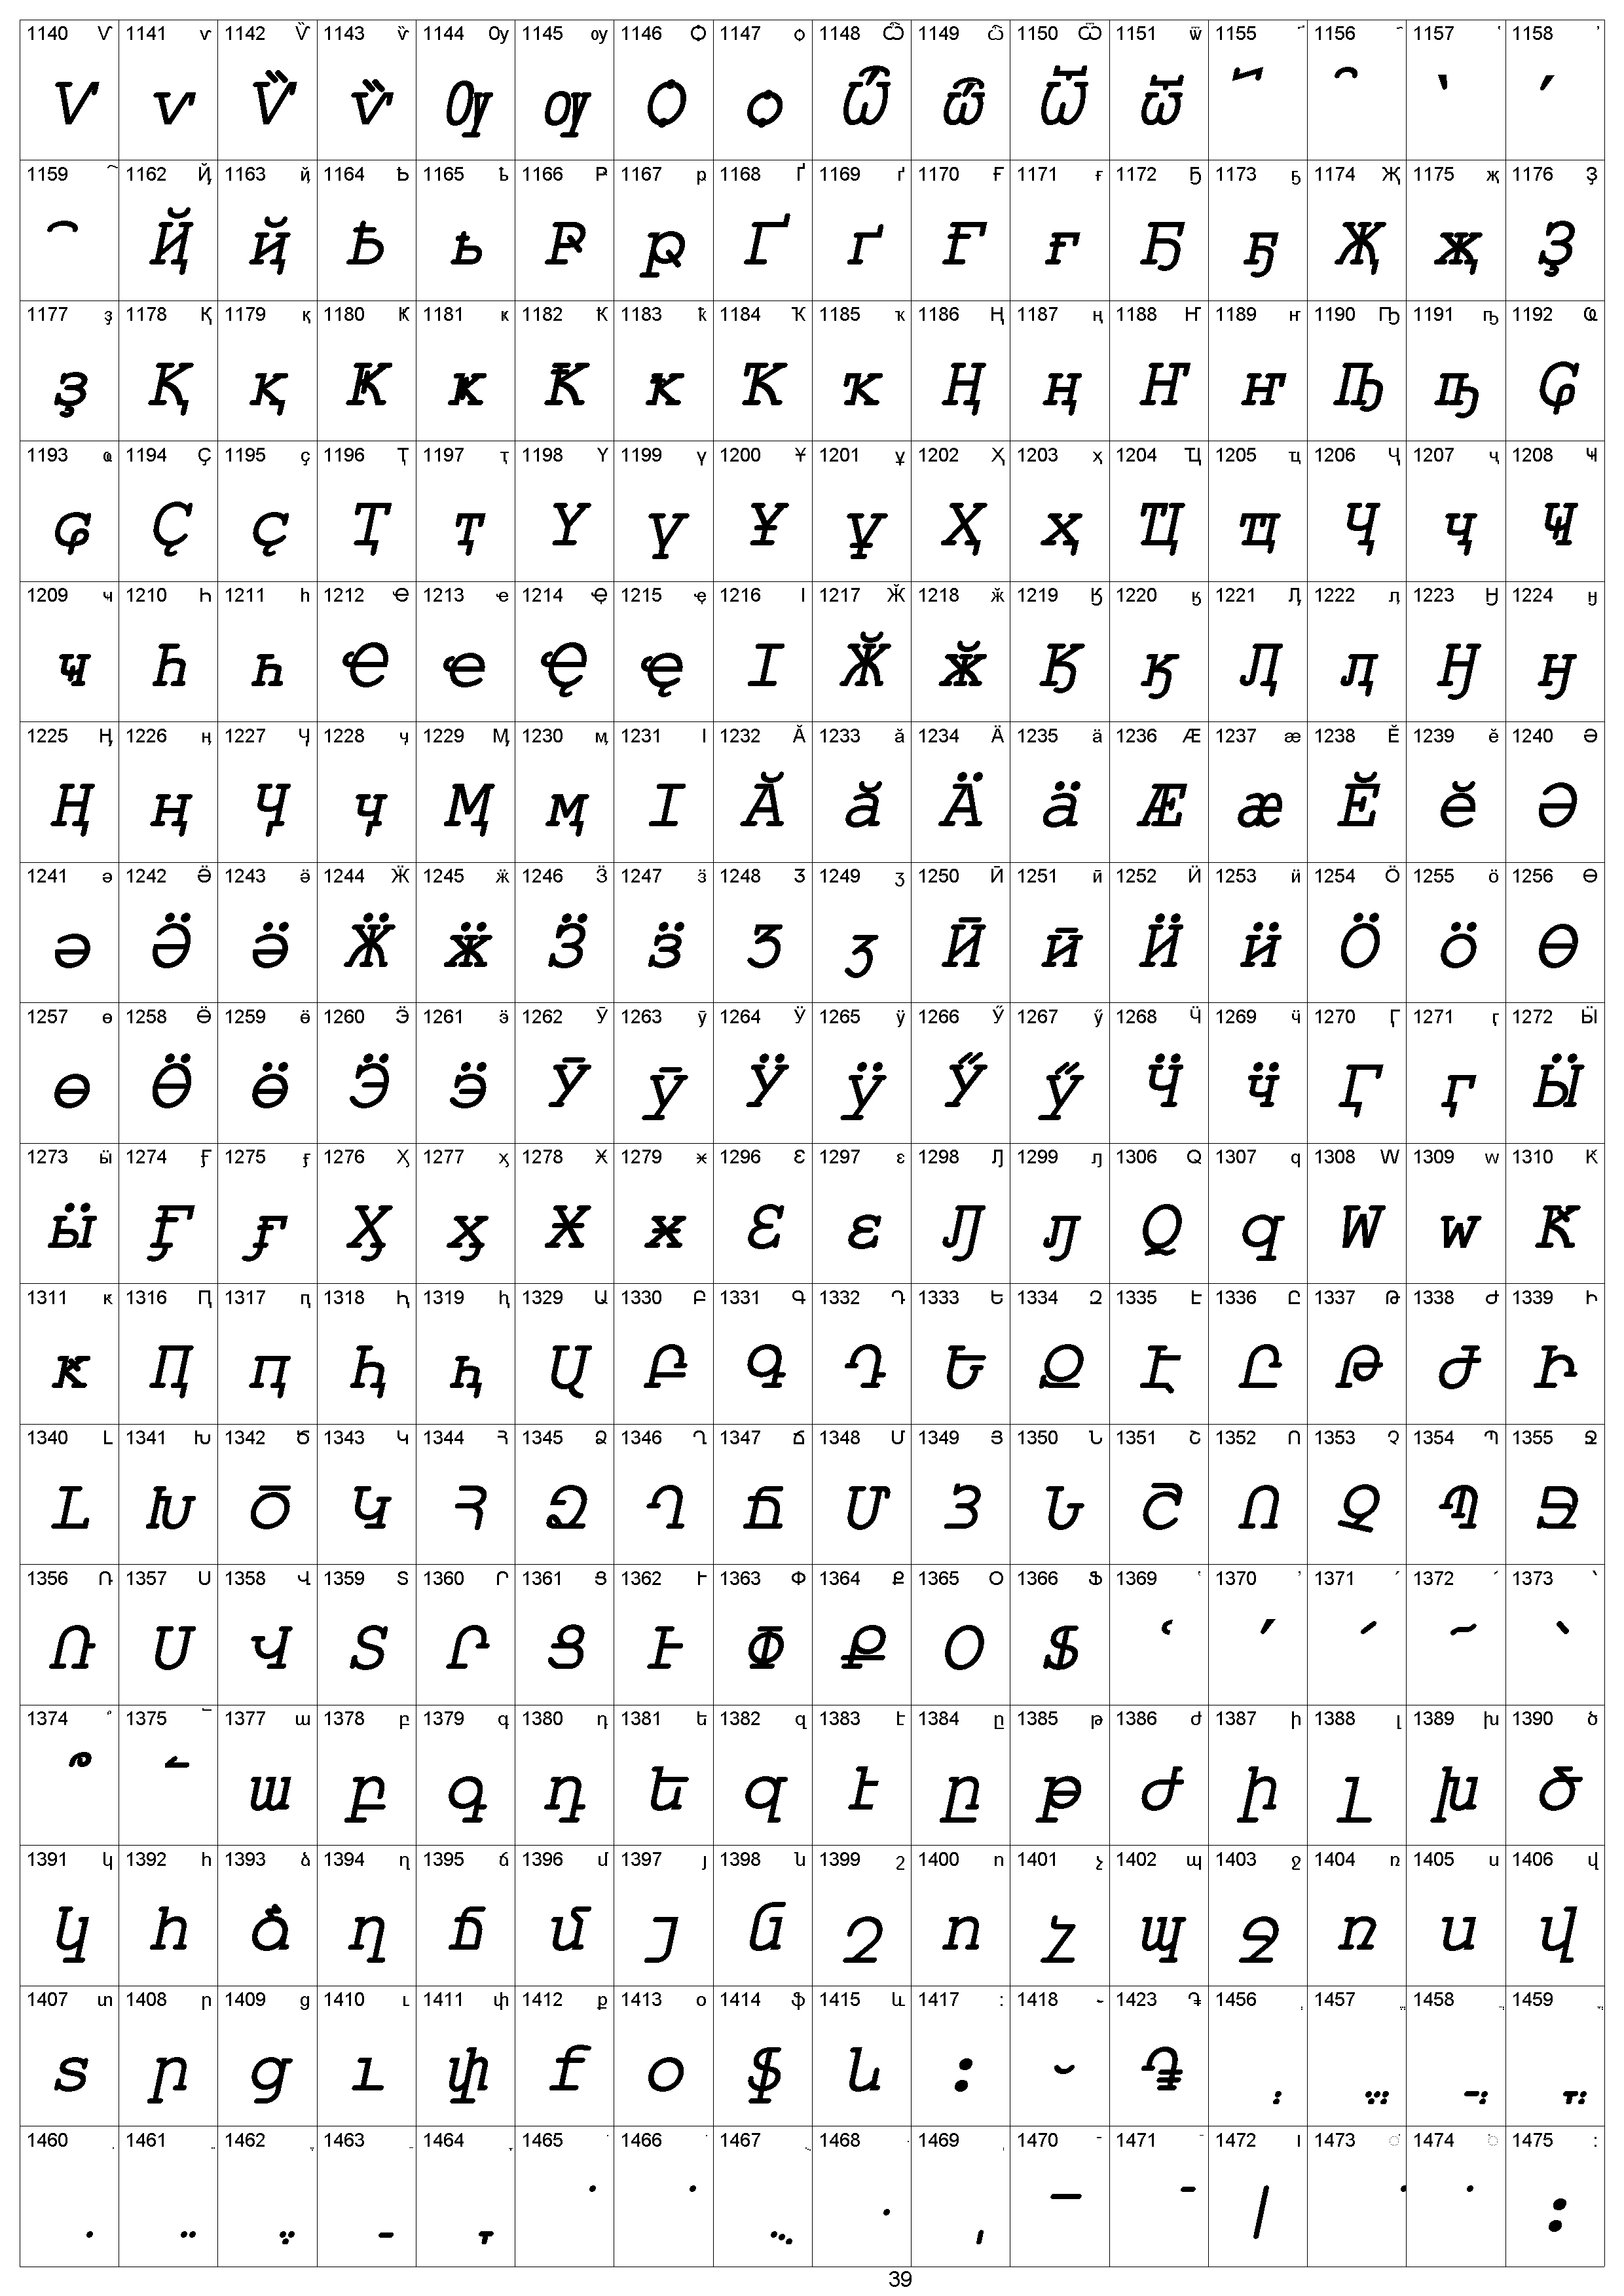 1140 Ѵ 1141 ѵ 1142 Ѷ 1143 ѷ 1144 Ѹ 1145 ѹ 1146 Ѻ 1147 ѻ 1148 Ѽ 1149 ѽ 1150 Ѿ 1151 ѿ 1155 ҃ 1156 ҄ 1157 ҅ 1158 ҆
Ѵ ѵ Ѷ ѷ Ѹ ѹ Ѻ ѻ Ѽ ѽ Ѿ ѿ ҃ ҄ ҅ ҆
1159 ҇ 1162 Ҋ 1163 ҋ 1164 Ҍ 1165 ҍ 1166 Ҏ 1167 ҏ 1168 Ґ 1169 ґ 1170 Ғ 1171 ғ 1172 Ҕ 1173 ҕ 1174 Җ 1175 җ 1176 Ҙ
҇ Ҋ ҋ Ҍ ҍ Ҏ ҏ Ґ ґ Ғ ғ Ҕ ҕ Җ җ Ҙ
1177 ҙ 1178 Қ 1179 қ 1180 Ҝ 1181 ҝ 1182 Ҟ 1183 ҟ 1184 Ҡ 1185 ҡ 1186 Ң 1187 ң 1188 Ҥ 1189 ҥ 1190 Ҧ 1191 ҧ 1192 Ҩ
ҙ Қ қ Ҝ ҝ Ҟ ҟ Ҡ ҡ Ң ң Ҥ ҥ Ҧ ҧ Ҩ
1193 ҩ 1194 Ҫ 1195 ҫ 1196 Ҭ 1197 ҭ 1198 Ү 1199 ү 1200 Ұ 1201 ұ 1202 Ҳ 1203 ҳ 1204 Ҵ 1205 ҵ 1206 Ҷ 1207 ҷ 1208 Ҹ
ҩ Ҫ ҫ Ҭ ҭ Ү ү Ұ ұ Ҳ ҳ Ҵ ҵ Ҷ ҷ Ҹ
1209 ҹ 1210 Һ 1211 һ 1212 Ҽ 1213 ҽ 1214 Ҿ 1215 ҿ 1216 Ӏ 1217 Ӂ 1218 ӂ 1219 Ӄ 1220 ӄ 1221 Ӆ 1222 ӆ 1223 Ӈ 1224 ӈ
ҹ Һ һ Ҽ ҽ Ҿ ҿ Ӏ Ӂ ӂ Ӄ ӄ Ӆ ӆ Ӈ ӈ
1225 Ӊ 1226 ӊ 1227 Ӌ 1228 ӌ 1229 Ӎ 1230 ӎ 1231 ӏ 1232 Ӑ 1233 ӑ 1234 Ӓ 1235 ӓ 1236 Ӕ 1237 ӕ 1238 Ӗ 1239 ӗ 1240 Ә
Ӊ ӊ Ӌ ӌ Ӎ ӎ ӏ Ӑ ӑ Ӓ ӓ Ӕ ӕ Ӗ ӗ Ә
1241 ә 1242 Ӛ 1243 ӛ 1244 Ӝ 1245 ӝ 1246 Ӟ 1247 ӟ 1248 Ӡ 1249 ӡ 1250 Ӣ 1251 ӣ 1252 Ӥ 1253 ӥ 1254 Ӧ 1255 ӧ 1256 Ө
ә Ӛ ӛ Ӝ ӝ Ӟ ӟ Ӡ ӡ Ӣ ӣ Ӥ ӥ Ӧ ӧ Ө
1257 ө 1258 Ӫ 1259 ӫ 1260 Ӭ 1261 ӭ 1262 Ӯ 1263 ӯ 1264 Ӱ 1265 ӱ 1266 Ӳ 1267 ӳ 1268 Ӵ 1269 ӵ 1270 Ӷ 1271 ӷ 1272 Ӹ
ө Ӫ ӫ Ӭ ӭ Ӯ ӯ Ӱ ӱ Ӳ ӳ Ӵ ӵ Ӷ ӷ Ӹ
1273 ӹ 1274 Ӻ 1275 ӻ 1276 Ӽ 1277 ӽ 1278 Ӿ 1279 ӿ 1296 Ԑ 1297 ԑ 1298 Ԓ 1299 ԓ 1306 Ԛ 1307 ԛ 1308 Ԝ 1309 ԝ 1310 Ԟ
ӹ Ӻ ӻ Ӽ ӽ Ӿ ӿ Ԑ ԑ Ԓ ԓ Ԛ ԛ Ԝ ԝ Ԟ
1311 ԟ 1316 Ԥ 1317 ԥ 1318 Ԧ 1319 ԧ 1329 Ա 1330 Բ 1331 Գ 1332 Դ 1333 Ե 1334 Զ 1335 Է 1336 Ը 1337 Թ 1338 Ժ 1339 Ի
ԟ Ԥ ԥ Ԧ ԧ Ա Բ Գ Դ Ե Զ Է Ը Թ Ժ Ի
1340 Լ 1341 Խ 1342 Ծ 1343 Կ 1344 Հ 1345 Ձ 1346 Ղ 1347 Ճ 1348 Մ 1349 Յ 1350 Ն 1351 Շ 1352 Ո 1353 Չ 1354 Պ 1355 Ջ
Լ Խ Ծ Կ Հ Ձ Ղ Ճ Մ Յ Ն Շ Ո Չ Պ Ջ
1356 Ռ 1357 Ս 1358 Վ 1359 Տ 1360 Ր 1361 Ց 1362 Ւ 1363 Փ 1364 Ք 1365 Օ 1366 Ֆ 1369 ՙ 1370 ՚ 1371 ՛ 1372 ՜ 1373 ՝
Ռ Ս Վ Տ Ր Ց Ւ Փ Ք Օ Ֆ ՙ ՚ ՛ ՜ ՝
1374 ՞ 1375 ՟ 1377 ա 1378 բ 1379 գ 1380 դ 1381 ե 1382 զ 1383 է 1384 ը 1385 թ 1386 ժ 1387 ի 1388 լ 1389 խ 1390 ծ
՞ ՟ ա բ գ դ ե զ է ը թ ժ ի լ խ ծ
1391 կ 1392 հ 1393 ձ 1394 ղ 1395 ճ 1396 մ 1397 յ 1398 ն 1399 շ 1400 ո 1401 չ 1402 պ 1403 ջ 1404 ռ 1405 ս 1406 վ
կ հ ձ ղ ճ մ յ ն շ ո չ պ ջ ռ ս վ
1407 տ 1408 ր 1409 ց 1410 ւ 1411 փ 1412 ք 1413 օ 1414 ֆ 1415 և 1417 ։ 1418 ֊ 1423 ֏ 1456 ְ 1457 ֱ 1458 ֲ 1459 ֳ
տ ր ց ւ փ ք օ ֆ և ։ ֊ ֏ ְ ֱ ֲ ֳ
1460 ִ 1461 ֵ 1462 ֶ 1463 ַ 1464 ָ 1465 ֹ 1466 ֺ 1467 ֻ 1468 ּ 1469 ֽ 1470 ־ 1471 ֿ 1472 ׀ 1473 ׁ 1474 ׂ 1475 ׃
ִ ֵ ֶ ַ ָ ֹ ֺ ֻ ּ ֽ ־ ֿ ׀ ׁ ׂ ׃
39